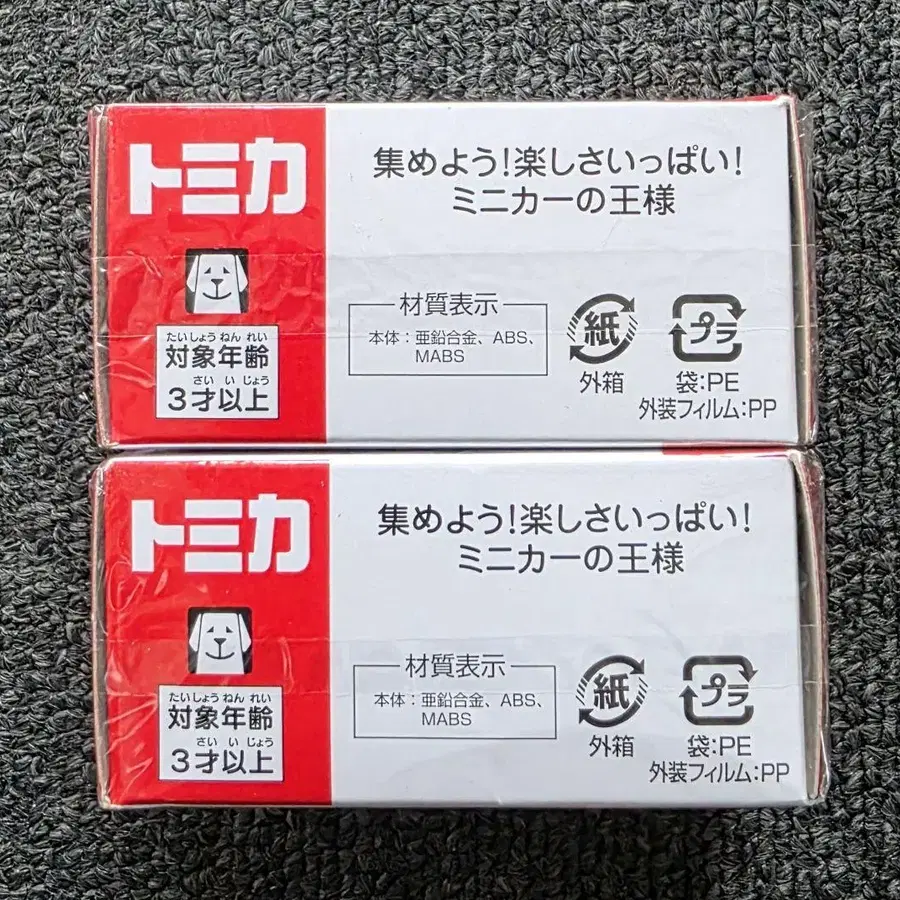 トミカ
集めよう!楽しさいっぱい!
ミニカーの王様
たいしょうねんれい
対象年齢
さいいじょう
3才以上
材質表示
本体：亜鉛合金、ABS、
MABS
紙
外箱
プラ
袋:PE
外装フィルム:PP
トミカ
集めよう!楽しさいっぱい!
ミニカーの王様
たいしょうねんれい
対象年齢
さいいじょう
3才以上
材質表示
本体：亜鉛合金、ABS、
MABS
紙
外箱
プラ
袋:PE
外装フィルム:PP